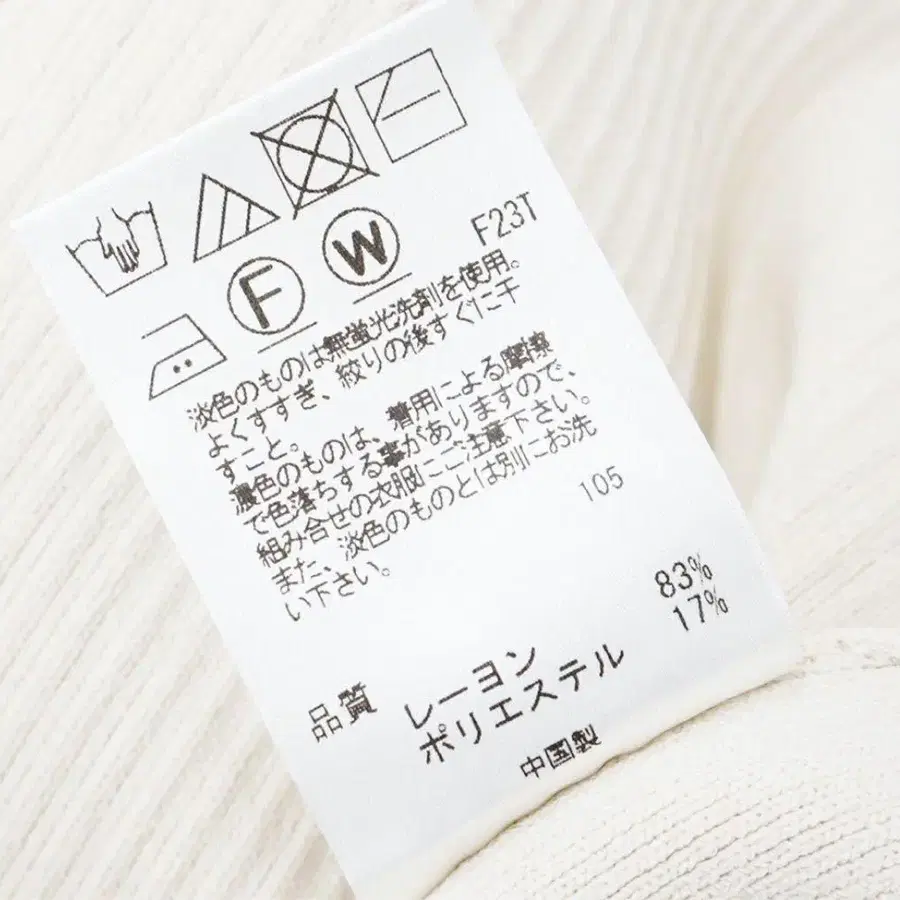 F W
F23T
淡色のものは無蛍光洗剤を使用。
よくすすぎ、絞りの後すぐに干
すこと。
濃色のものは、着用による摩擦
で色落ちする事がありますので、
組み合せの衣服にご注意下さい。
また、淡色のものとは別にお洗
い下さい。
105
品質 レーヨン 83%
ポリエステル 17%
中国製